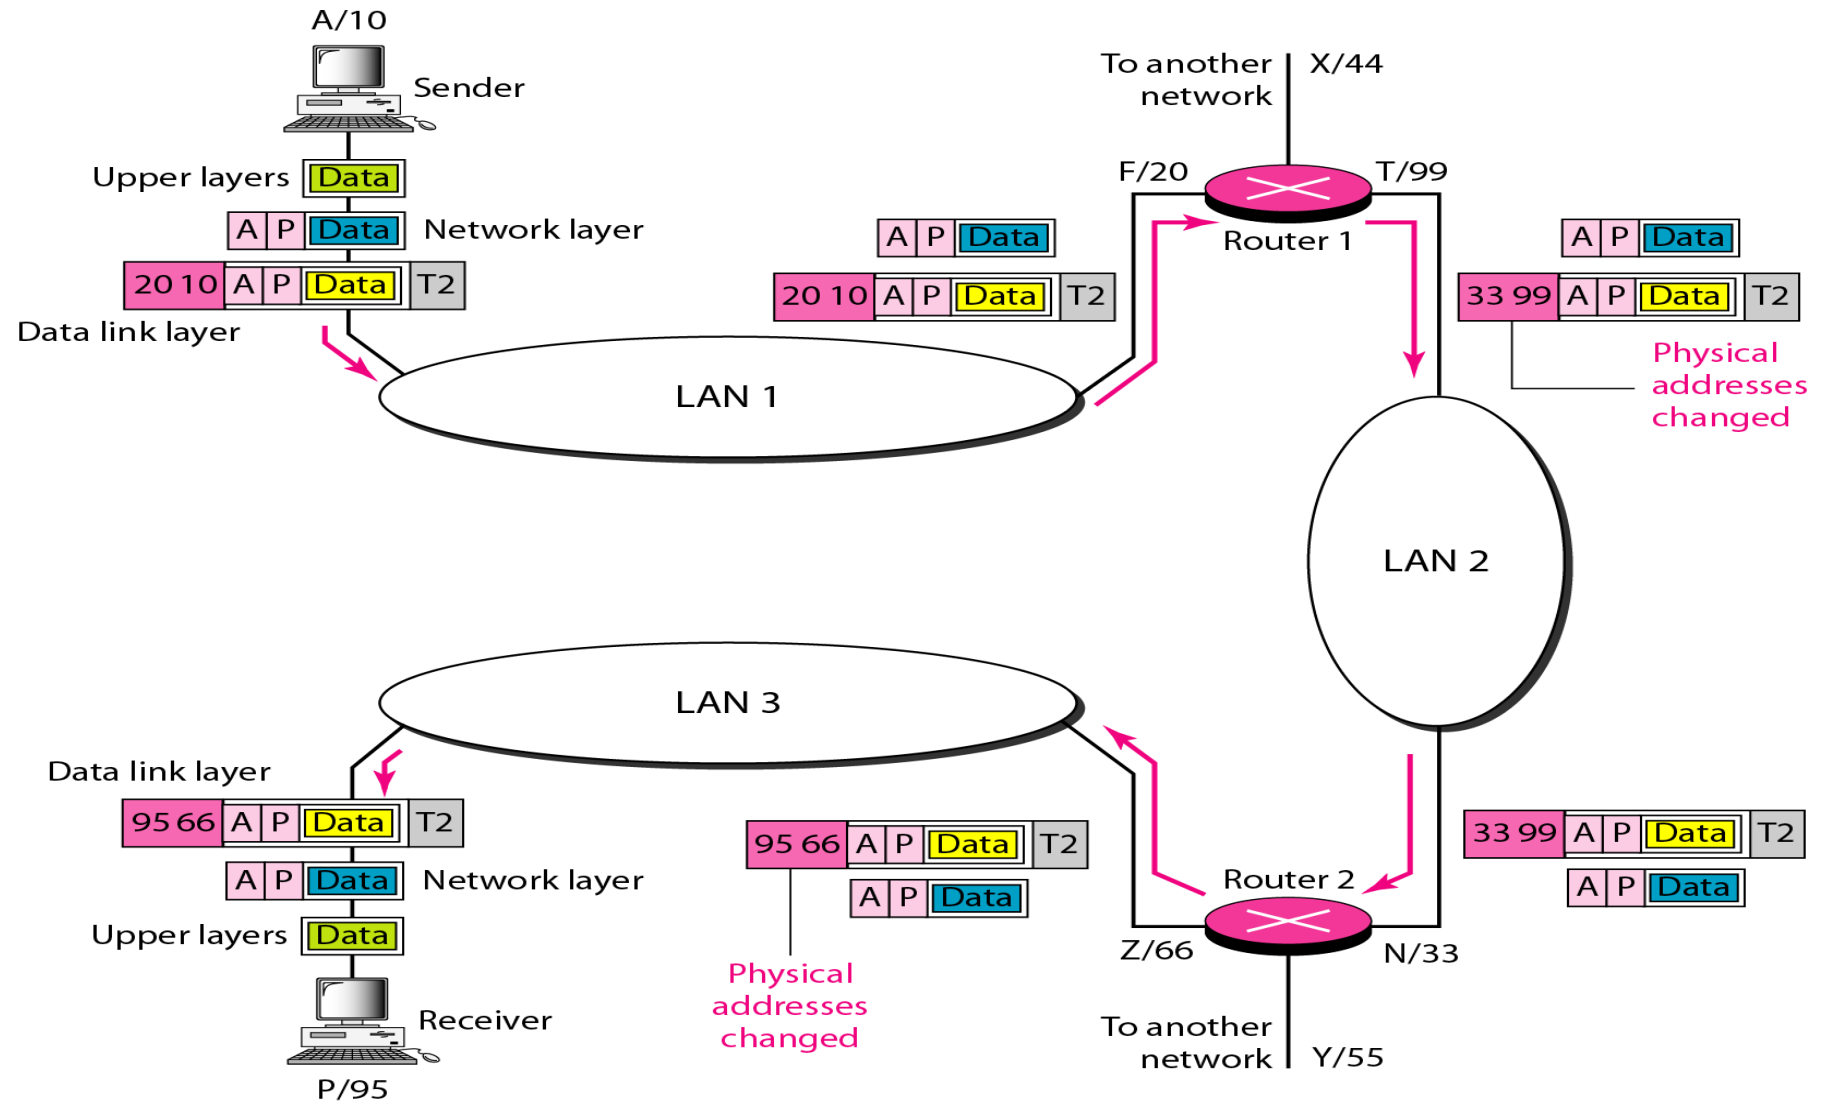 A/10
Sender
Upper layers Data
A P Data Network layer
20 10 A P Data T2
Data link layer
LAN 1
A P Data
20 10 A P Data T2
To another
network
X/44
F/20
T/99
Router 1
A P Data
33 99 A P Data T2
Physical
addresses
changed
LAN 2
33 99 A P Data T2
A P Data
Router 2
Z/66
N/33
To another
network
Y/55
95 66 A P Data T2
A P Data
Physical
addresses
changed
LAN 3
Data link layer
95 66 A P Data T2
A P Data Network layer
Upper layers Data
Receiver
P/95